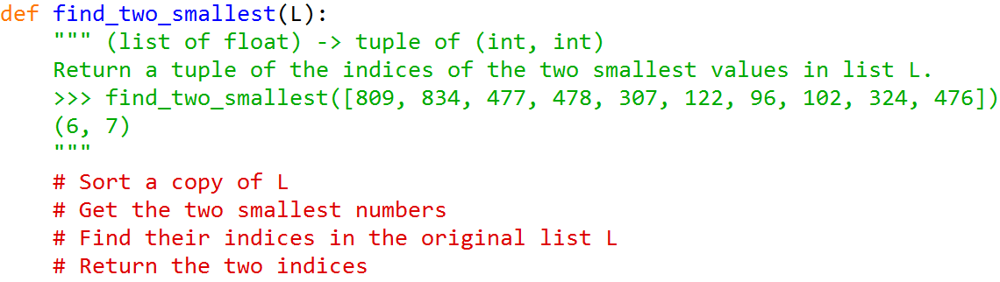 def find_two_smallest(L):
    """ (list of float) -> tuple of (int, int)
    Return a tuple of the indices of the two smallest values in list L.
    >>> find_two_smallest([809, 834, 477, 478, 307, 122, 96, 102, 324, 476])
    (6, 7)
    """
    # Sort a copy of L
    # Get the two smallest numbers
    # Find their indices in the original list L
    # Return the two indices